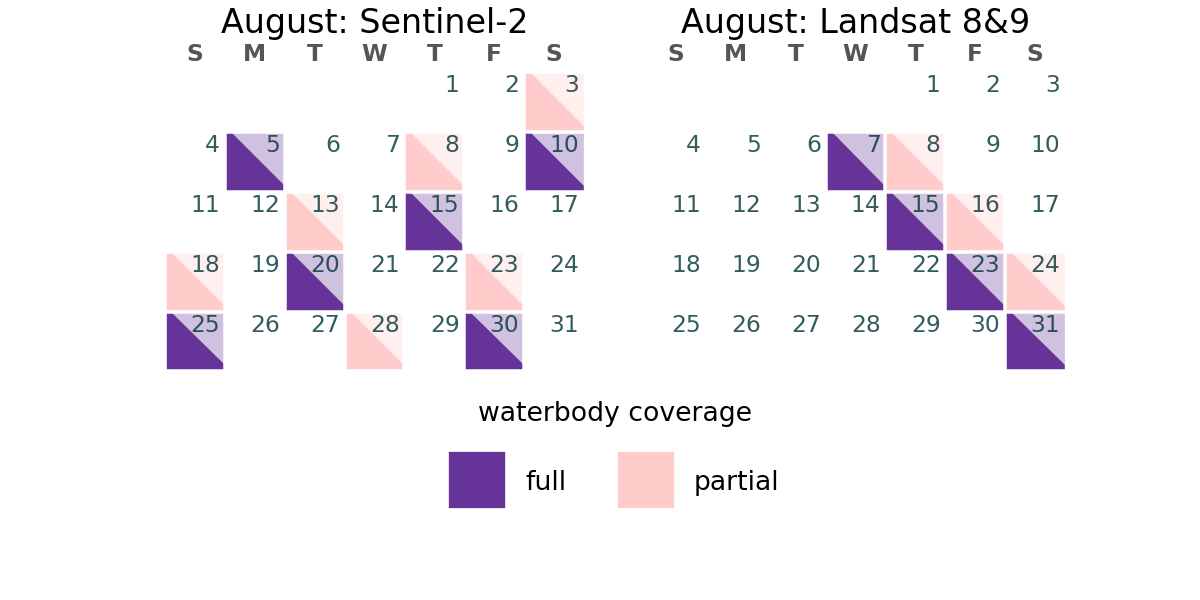 August: Sentinel-2
S M T W T F S
1 2 3
4 5 6 7 8 9 10
11 12 13 14 15 16 17
18 19 20 21 22 23 24
25 26 27 28 29 30 31
August: Landsat 8&9
S M T W T F S
1 2 3
4 5 6 7 8 9 10
11 12 13 14 15 16 17
18 19 20 21 22 23 24
25 26 27 28 29 30 31
waterbody coverage
full partial